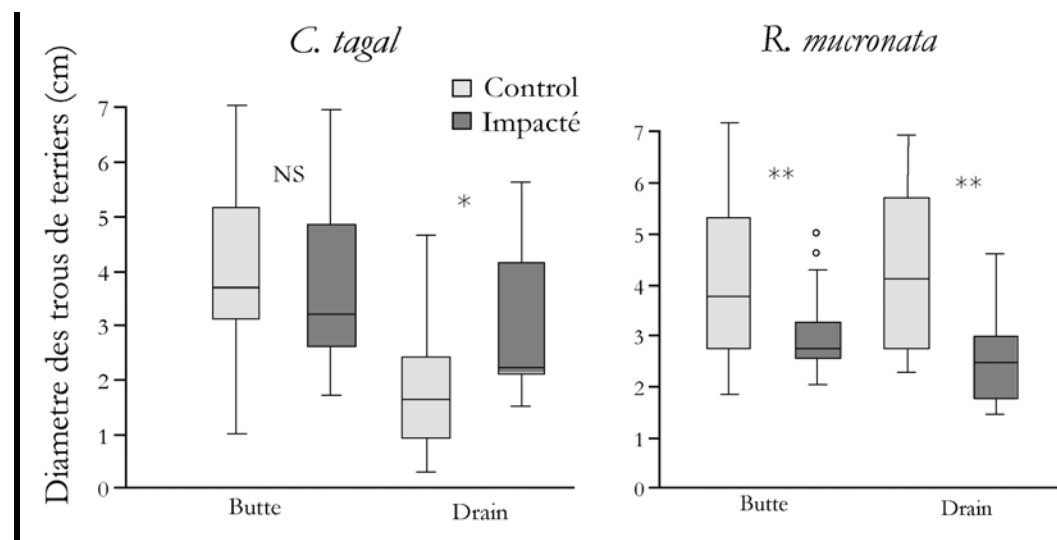 C. tagal
R. mucronata
Control
Impacté
Diametre des trous de terriers (cm)
7
6
5
4
3
2
1
0
NS
*
Butte
Drain
7
6
5
4
3
2
1
0
**
**
Butte
Drain